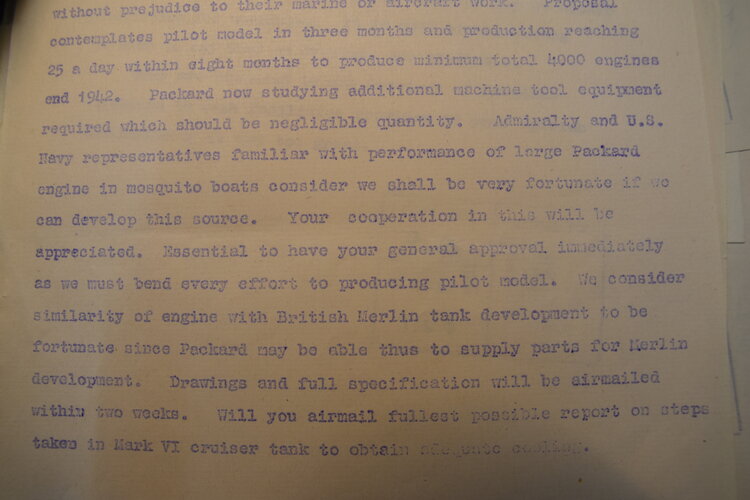 without prejudice to their marine or aircraft work. Proposal
contemplates pilot model in three months and production reaching
25 a day within eight months to produce minimum total 4000 engines
end 1942. Packard now studying additional machine tool equipment
required which should be negligible quantity. Admiralty and U.S.
Navy representatives familiar with performance of large Packard
engine in mosquito boats consider we shall be very fortunate if we
can develop this source. Your cooperation in this will be
appreciated. Essential to have your general approval immediately
as we must bend every effort to producing pilot model. We consider
similarity of engine with British Merlin tank development to be
fortunate since Packard may be able thus to supply parts for Merlin
development. Drawings and full specification will be airmailed
within two weeks. Will you airmail fullest possible report on steps
taken in Mark VI cruiser tank to obtain adequate cooling.